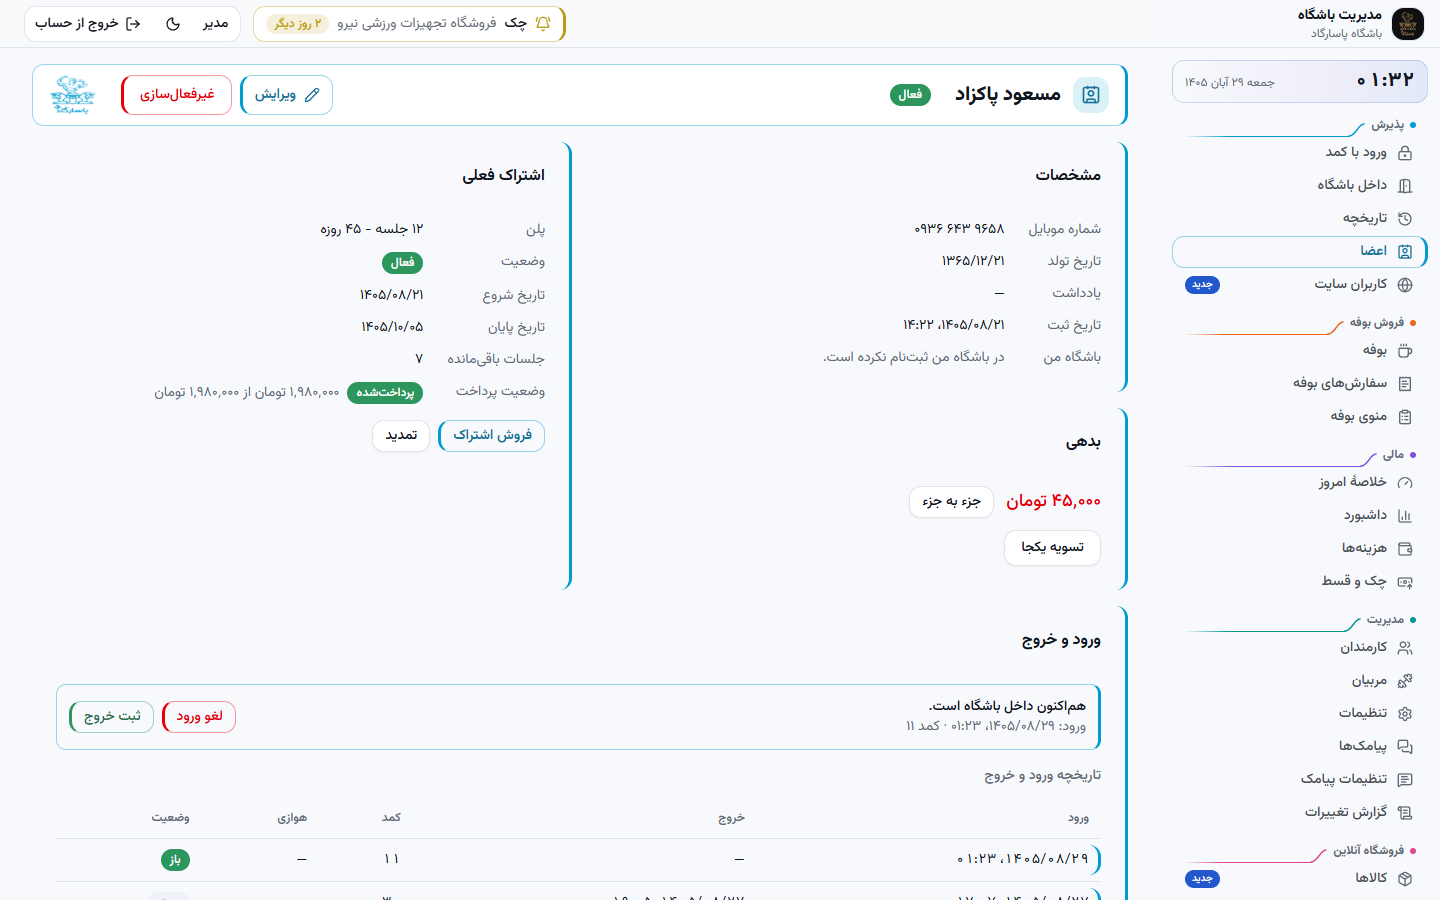 مدیریت باشگاه
باشگاه پاسارگاد
چک فروشگاه تجهیزات ورزشی نیرو ۲ روز دیگر
مدیر
خروج از حساب
۰۱:۳۲
جمعه ۲۹ آبان ۱۴۰۵
پذیرش
ورود با کمد
داخل باشگاه
تاریخچه
اعضا
کاربران سایت جدید
فروش بوفه
بوفه
سفارش‌های بوفه
منوی بوفه
مالی
خلاصهٔ امروز
داشبورد
هزینه‌ها
چک و قسط
مدیریت
کارمندان
مربیان
تنظیمات
پیامک‌ها
تنظیمات پیامک
گزارش تغییرات
فروشگاه آنلاین
کالاها جدید
مسعود پاکزاد فعال
ویرایش
غیرفعال‌سازی
پاسارگاد
مشخصات
شماره موبایل ۰۹۳۶ ۶۴۳ ۹۶۵۸
تاریخ تولد ۱۳۶۵/۱۲/۲۱
یادداشت —
تاریخ ثبت ۱۴۰۵/۰۸/۲۱، ۱۴:۲۲
باشگاه من در باشگاه من ثبت‌نام نکرده است.
اشتراک فعلی
پلن ۱۲ جلسه - ۴۵ روزه
وضعیت فعال
تاریخ شروع ۱۴۰۵/۰۸/۲۱
تاریخ پایان ۱۴۰۵/۱۰/۰۵
جلسات باقی‌مانده ۷
وضعیت پرداخت پرداخت‌شده ۱,۹۸۰,۰۰۰ تومان از ۱,۹۸۰,۰۰۰ تومان
فروش اشتراک تمدید
بدهی
۴۵,۰۰۰ تومان جزء به جزء
تسویه یکجا
ورود و خروج
هم‌اکنون داخل باشگاه است.
ورود: ۱۴۰۵/۰۸/۲۹، ۰۱:۲۳ · کمد ۱۱
لغو ورود ثبت خروج
تاریخچه ورود و خروج
ورود خروج کمد هوازی وضعیت
۱۴۰۵/۰۸/۲۹، ۰۱:۲۳ — ۱۱ — باز